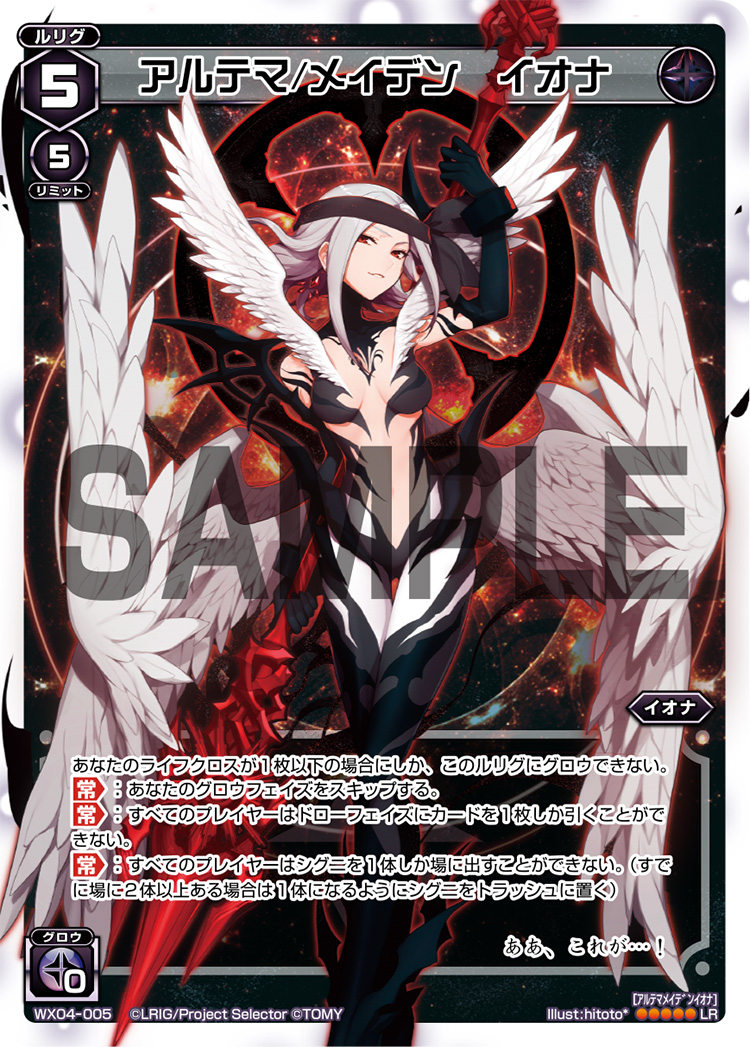 ルリグ
5
アルテマ/メイデン イオナ
5
リミット
SAMPLE
イオナ
あなたのライフクロスが1枚以下の場合にしか、このルリグにグロウできない。
常:あなたのグロウフェイズをスキップする。
常:すべてのプレイヤーはドローフェイズにカードを1枚しか引くことがで
きない。
常:すべてのプレイヤーはシグニを1体しか場に出すことができない。(すで
に場に2体以上ある場合は1体になるようにシグニをトラッシュに置く)
ああ、これが…!
グロウ
0
[アルテマメイデンイオナ]
WX04-005 ©LRIG/Project Selector ©TOMY Illust:hitoto* LR